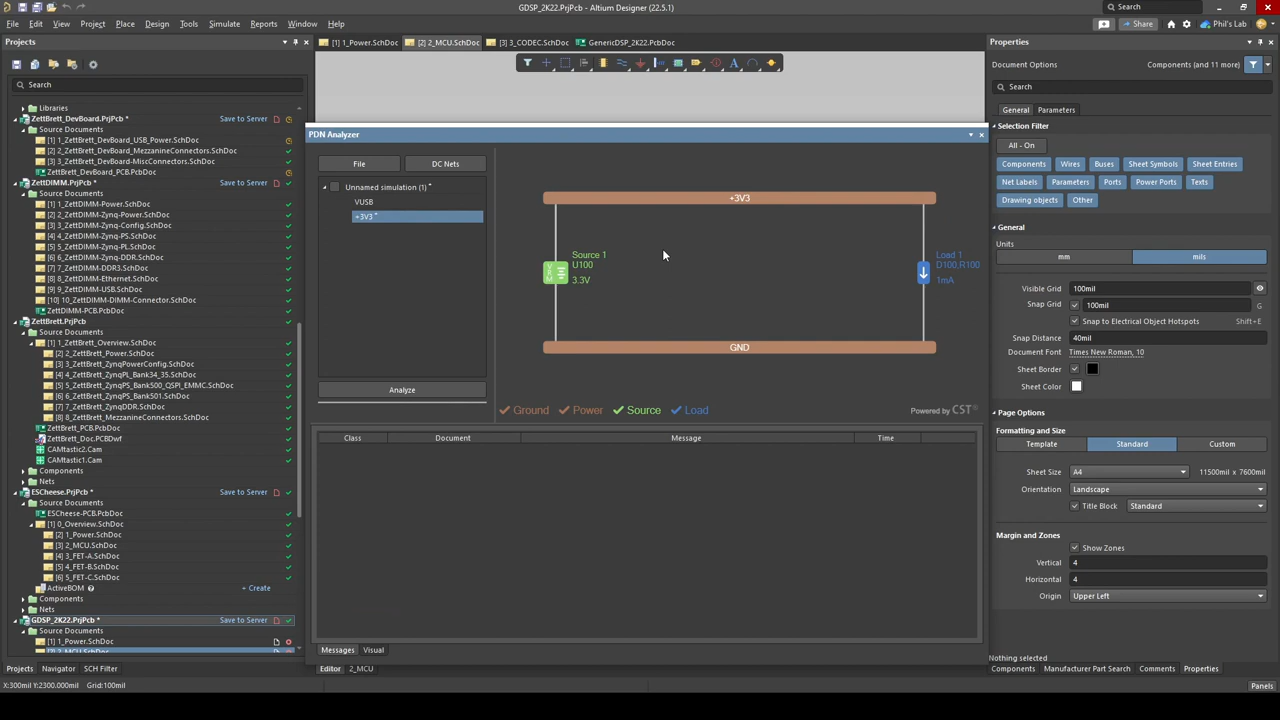 GDSP_2K22.PrjPcb - Altium Designer (22.5.1)
Search
File Edit View Project Place Design Tools Simulate Reports Window Help
Share
Phil's Lab
Projects
[1] 1_Power.SchDoc
[2] 2_MCU.SchDoc
[3] 3_CODEC.SchDoc
GenericDSP_2K22.PcbDoc
Properties
Document Options
Components (and 11 more)
Search
Search
General
Parameters
Libraries
ZettBrett_DevBoard.PrjPcb *
Save to Server
Source Documents
[1] 1_ZettBrett_DevBoard_USB_Power.SchDoc
[2] 2_ZettBrett_DevBoard_MezzanineConnectors.SchDoc
[3] 3_ZettBrett_DevBoard-MiscConnectors.SchDoc
ZettBrett_DevBoard_PCB.PcbDoc
ZettDIMM.PrjPcb *
Save to Server
Source Documents
[1] 1_ZettDIMM-Power.SchDoc
[2] 2_ZettDIMM-Zynq-Power.SchDoc
[3] 3_ZettDIMM-Zynq-Config.SchDoc
[4] 4_ZettDIMM-Zynq-PL.SchDoc
[5] 5_ZettDIMM-Zynq-PS.SchDoc
[6] 6_ZettDIMM-Zynq-DDR.SchDoc
[7] 7_ZettDIMM-DDR3.SchDoc
[8] 8_ZettDIMM-Ethernet.SchDoc
[9] 9_ZettDIMM-USB.SchDoc
[10] 10_ZettDIMM-DIMM-Connector.SchDoc
ZettDIMM-PCB.PcbDoc
ZettBrett.PrjPcb
Source Documents
[1] 1_ZettBrett_Overview.SchDoc
[2] 2_ZettBrett_Power.SchDoc
[3] 3_ZettBrett_ZynqPowerConfig.SchDoc
[4] 4_ZettBrett_ZynqPL_Bank34_35.SchDoc
[5] 5_ZettBrett_ZynqPS_Bank500_QSPI_EMMC.SchDoc
[6] 6_ZettBrett_ZynqPS_Bank501.SchDoc
[7] 7_ZettBrett_ZynqDDR.SchDoc
[8] 8_ZettBrett_MezzanineConnectors.SchDoc
ZettBrett_PCB.PcbDoc
ZettBrett_Doc.PCBDwf
CAMtastic2.Cam
CAMtastic1.Cam
Components
Nets
ESCheese.PrjPcb *
Save to Server
Source Documents
ESCheese-PCB.PcbDoc
[1] 0_Overview.SchDoc
[2] 1_Power.SchDoc
[3] 2_MCU.SchDoc
[4] 3_FET-A.SchDoc
[5] 4_FET-B.SchDoc
[6] 5_FET-C.SchDoc
ActiveBOM
+ Create
Components
Nets
GDSP_2K22.PrjPcb *
Save to Server
Source Documents
[1] 1_Power.SchDoc
[2] 2_MCU.SchDoc
Projects
Navigator
SCH Filter
X:300mil Y:2300.000mil Grid:100mil
PDN Analyzer
File
DC Nets
Unnamed simulation (1) *
VUSB
+3V3 *
Analyze
+3V3
VRM
Source 1
U100
3.3V
Load 1
D100;R100
1mA
GND
Ground
Power
Source
Load
Powered by CST
Class
Document
Message
Time
Messages
Visual
Editor
2_MCU
Selection Filter
All - On
Components
Wires
Buses
Sheet Symbols
Sheet Entries
Net Labels
Parameters
Ports
Power Ports
Texts
Drawing objects
Other
General
Units
mm
mils
Visible Grid
100mil
Snap Grid
100mil
G
Snap to Electrical Object Hotspots
Shift+E
Snap Distance
40mil
Document Font
Times New Roman, 10
Sheet Border
Sheet Color
Page Options
Formatting and Size
Template
Standard
Custom
Sheet Size
A4
11500mil x 7600mil
Orientation
Landscape
Title Block
Standard
Margin and Zones
Show Zones
Vertical
4
Horizontal
4
Origin
Upper Left
Nothing selected
Components
Manufacturer Part Search
Comments
Properties
Panels